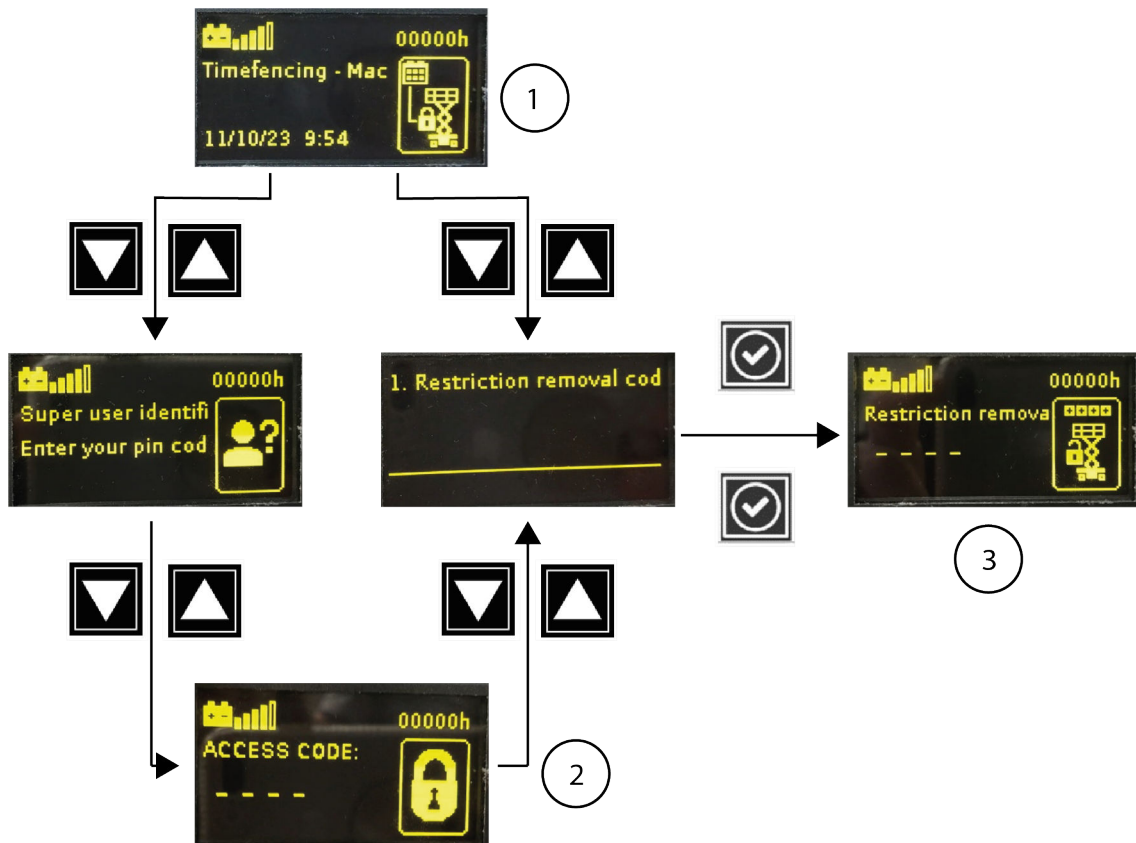 00000h
Timefencing - Mac
11/10/23 9:54
1
00000h
Super user identifi
Enter your pin cod
1. Restriction removal cod
00000h
Restriction remova
- - - -
3
00000h
ACCESS CODE:
- - - -
2